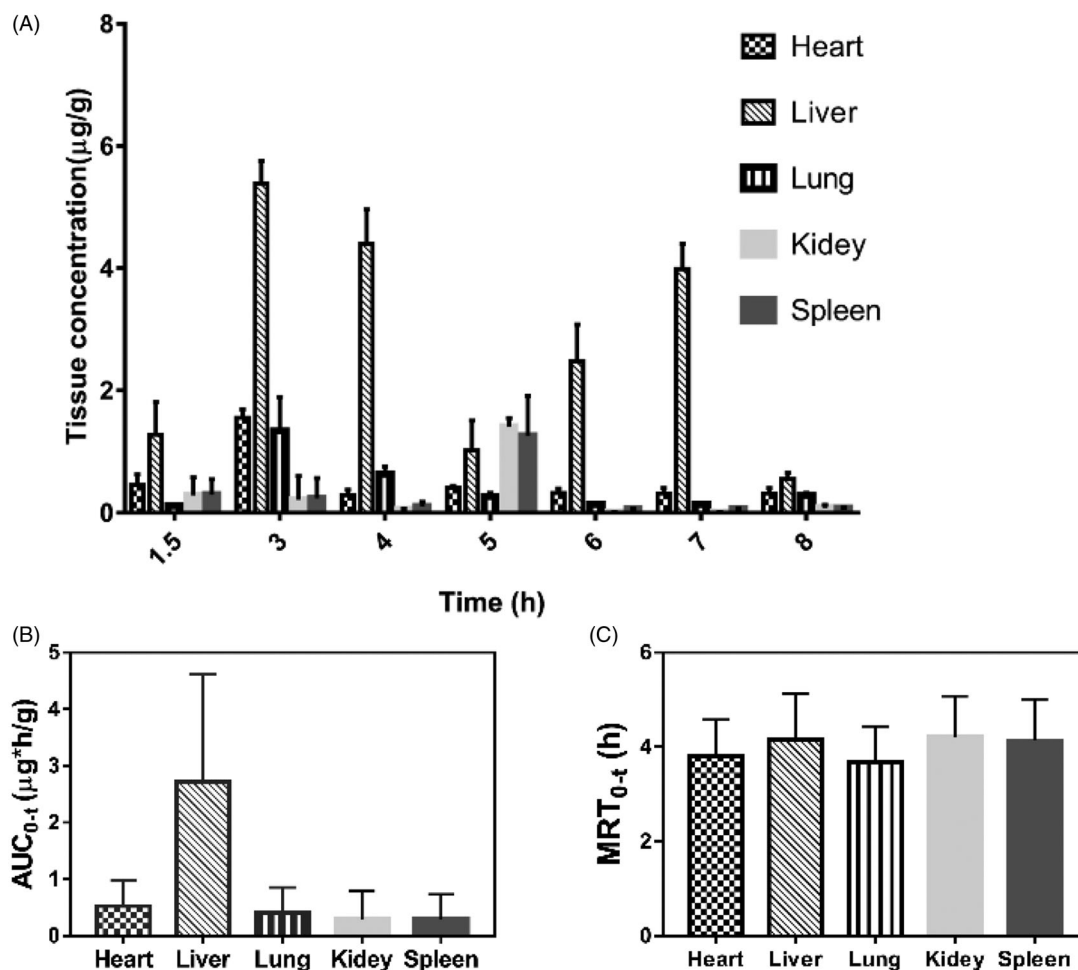 (A)
Tissue concentration(μg/g)
8
6
4
2
0
1.5 3 4 5 6 7 8
Time (h)
Heart
Liver
Lung
Kidey
Spleen
(B)
AUC0-t (μg*h/g)
5
4
3
2
1
0
Heart Liver Lung Kidey Spleen
(C)
MRT0-t (h)
6
4
2
0
Heart Liver Lung Kidey Spleen